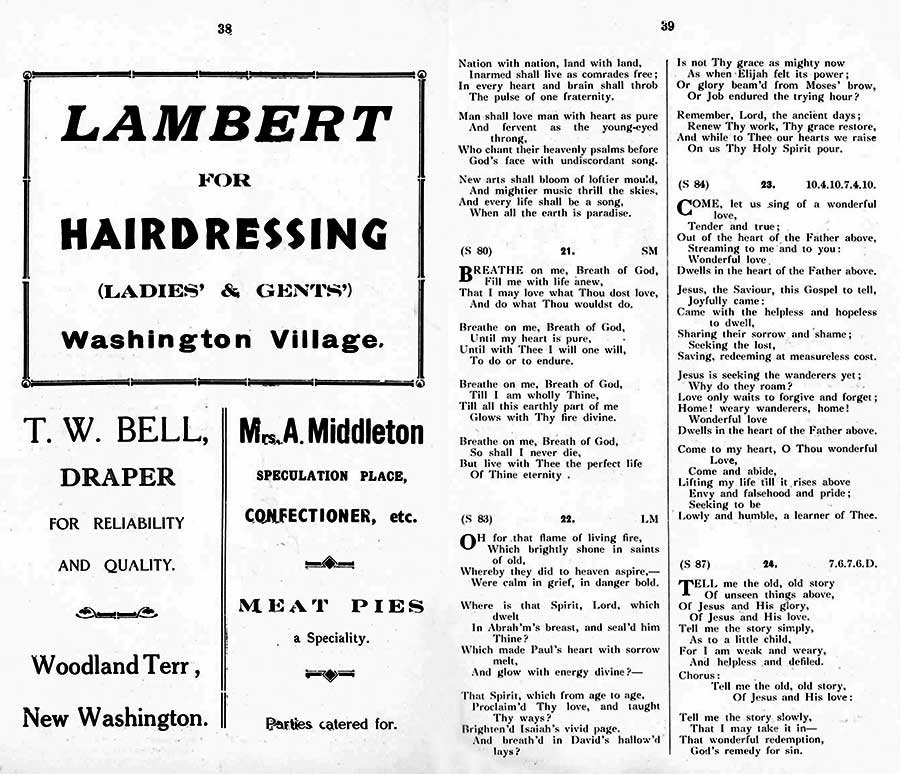 38
LAMBERT
FOR
HAIRDRESSING
(LADIES' & GENTS')
Washington Village.
T. W. BELL,
DRAPER
FOR RELIABILITY
AND QUALITY.
Woodland Terr,
New Washington.
Mrs. A. Middleton
SPECULATION PLACE,
CONFECTIONER, etc.
MEAT PIES
a Speciality.
Parties catered for.
39
Nation with nation, land with land,
Inarmed shall live as comrades free;
In every heart and brain shall throb
The pulse of one fraternity.
Man shall love man with heart as pure
And fervent as the young-eyed
throng,
Who chant their heavenly psalms before
God's face with undiscordant song.
New arts shall bloom of loftier mould,
And mightier music thrill the skies,
And every life shall be a song,
When all the earth is paradise.
(S 80) 21. SM
BREATHE on me, Breath of God,
Fill me with life anew,
That I may love what Thou dost love,
And do what Thou wouldst do.
Breathe on me, Breath of God,
Until my heart is pure,
Until with Thee I will one will,
To do or to endure.
Breathe on me, Breath of God,
Till I am wholly Thine,
Till all this earthly part of me
Glows with Thy fire divine.
Breathe on me, Breath of God,
So shall I never die,
But live with Thee the perfect life
Of Thine eternity .
(S 83) 22. LM
OH for that flame of living fire,
Which brightly shone in saints
of old,
Whereby they did to heaven aspire,—
Were calm in grief, in danger bold.
Where is that Spirit, Lord, which
dwelt
In Abrah'm's breast, and seal'd him
Thine?
Which made Paul's heart with sorrow
melt,
And glow with energy divine?—
That Spirit, which from age to age,
Proclaim'd Thy love, and taught
Thy ways?
Brighten'd Isaiah's vivid page.
And breath'd in David's hallow'd
lays?
Is not Thy grace as mighty now
As when Elijah felt its power;
Or glory beam'd from Moses' brow,
Or Job endured the trying hour?
Remember, Lord, the ancient days;
Renew Thy work, Thy grace restore,
And while to Thee our hearts we raise
On us Thy Holy Spirit pour.
(S 84) 23. 10.4.10.7.4.10.
COME, let us sing of a wonderful
love,
Tender and true;
Out of the heart of the Father above,
Streaming to me and to you:
Wonderful love
Dwells in the heart of the Father above.
Jesus, the Saviour, this Gospel to tell,
Joyfully came:
Came with the helpless and hopeless
to dwell,
Sharing their sorrow and shame;
Seeking the lost,
Saving, redeeming at measureless cost.
Jesus is seeking the wanderers yet;
Why do they roam?
Love only waits to forgive and forget;
Home! weary wanderers, home!
Wonderful love
Dwells in the heart of the Father above.
Come to my heart, O Thou wonderful
Love,
Come and abide,
Lifting my life till it rises above
Envy and falsehood and pride;
Seeking to be
Lowly and humble, a learner of Thee.
(S 87) 24. 7.6.7.6.D.
TELL me the old, old story
Of unseen things above,
Of Jesus and His glory,
Of Jesus and His love.
Tell me the story simply,
As to a little child,
For I am weak and weary,
And helpless and defiled.
Chorus:
Tell me the old, old story,
Of Jesus and His love:
Tell me the story slowly,
That I may take it in—
That wonderful redemption,
God's remedy for sin.